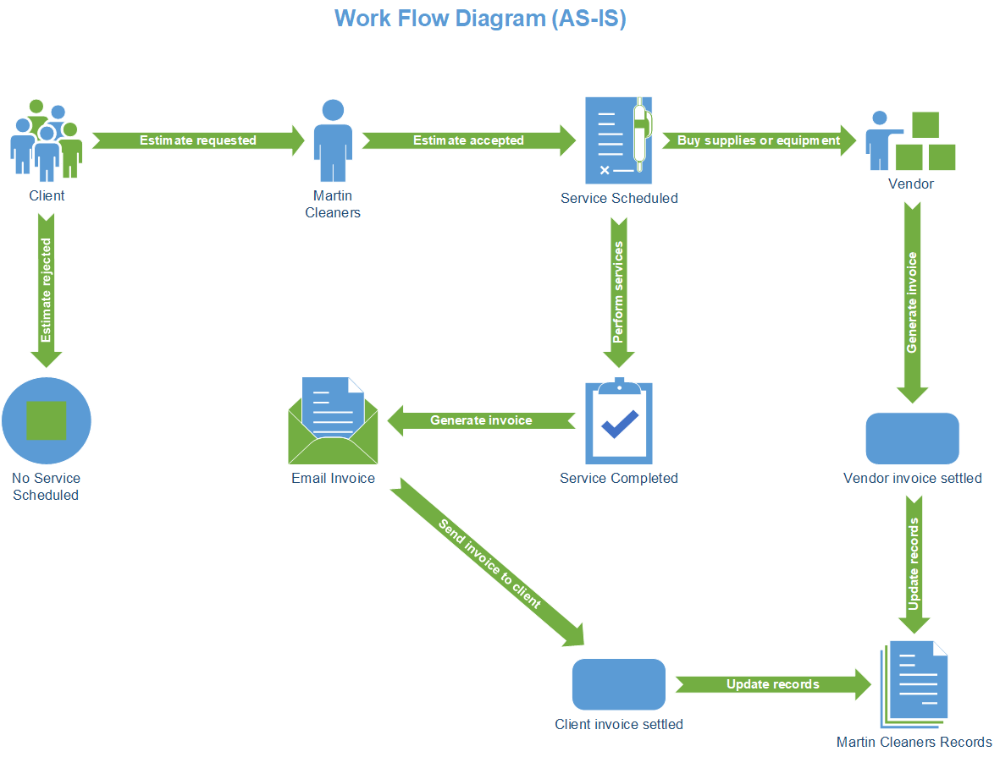 Work Flow Diagram (AS-IS)
Estimate requested
Estimate accepted
Buy supplies or equipment
Client
Martin
Cleaners
Service Scheduled
Vendor
Estimate rejected
Perform services
Generate invoice
Generate invoice
No Service
Scheduled
Email Invoice
Service Completed
Vendor invoice settled
Send invoice to client
Update records
Update records
Client invoice settled
Martin Cleaners Records